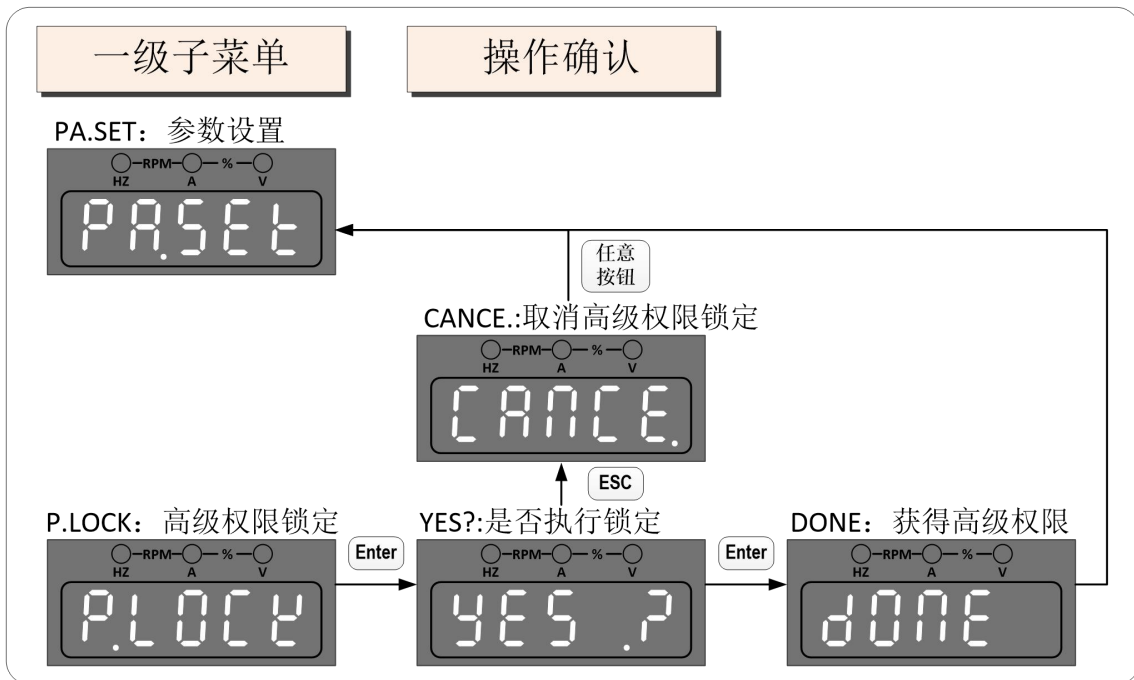 一级子菜单
操作确认
PA.SET：参数设置
RPM
%
HZ
A
V
PA.SEt
任意
按钮
CANCE.:取消高级权限锁定
RPM
%
HZ
A
V
CANCE.
ESC
P.LOCK：高级权限锁定
RPM
%
HZ
A
V
P.LOCK
Enter
YES?:是否执行锁定
RPM
%
HZ
A
V
YES .?
Enter
DONE：获得高级权限
RPM
%
HZ
A
V
dONE